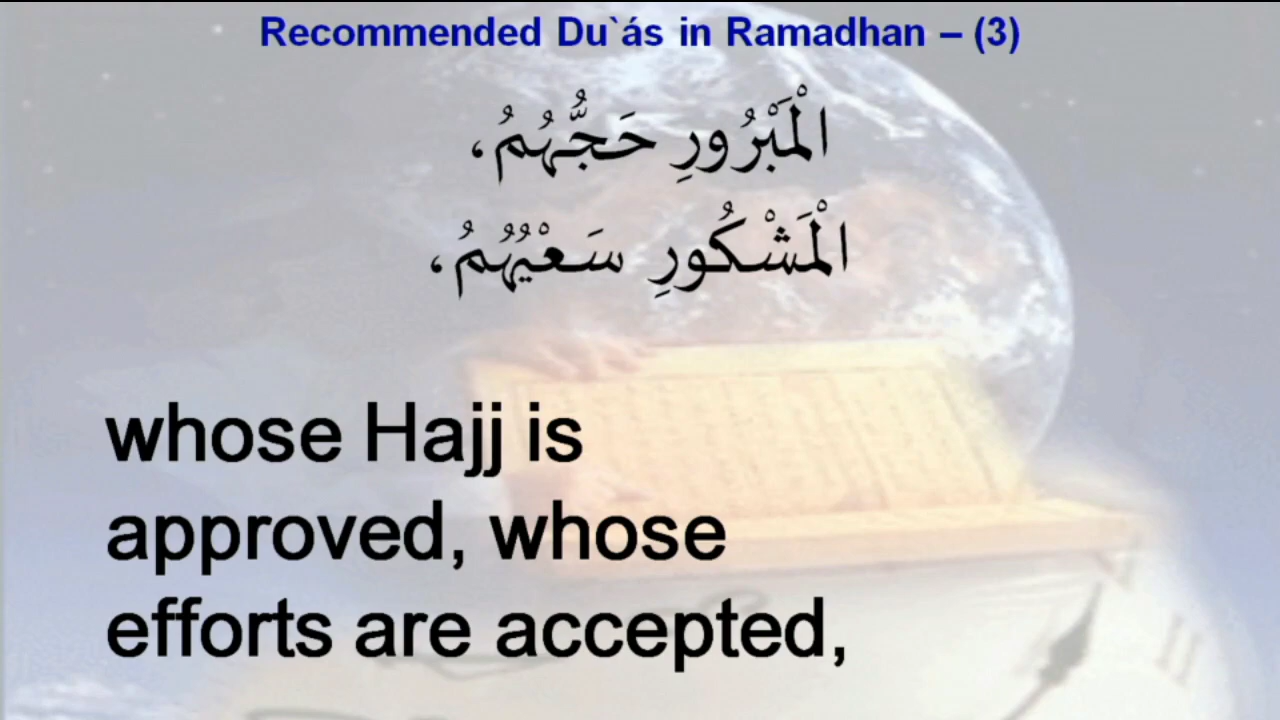 Recommended Du`ás in Ramadhan – (3)
الْمَبْرُورِ حَجُّهُمُ،
الْمَشْكُورِ سَعْيُهُمُ،
whose Hajj is
approved, whose
efforts are accepted,